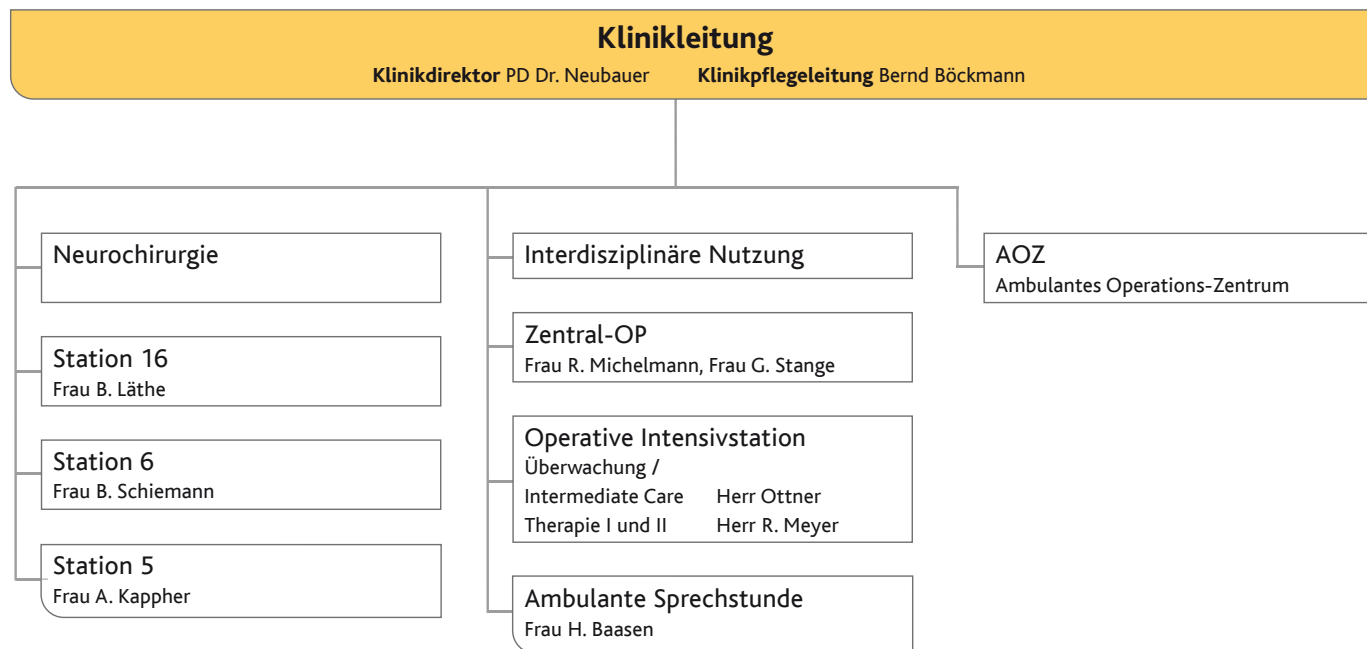 Klinikleitung
Klinikdirektor PD Dr. Neubauer Klinikpflegeleitung Bernd Böckmann
Neurochirurgie
Station 16
Frau B. Läthe
Station 6
Frau B. Schiemann
Station 5
Frau A. Kappher
Interdisziplinäre Nutzung
Zentral-OP
Frau R. Michelmann, Frau G. Stange
Operative Intensivstation
Überwachung /
Intermediate Care Herr Ottner
Therapie I und II Herr R. Meyer
Ambulante Sprechstunde
Frau H. Baasen
AOZ
Ambulantes Operations-Zentrum